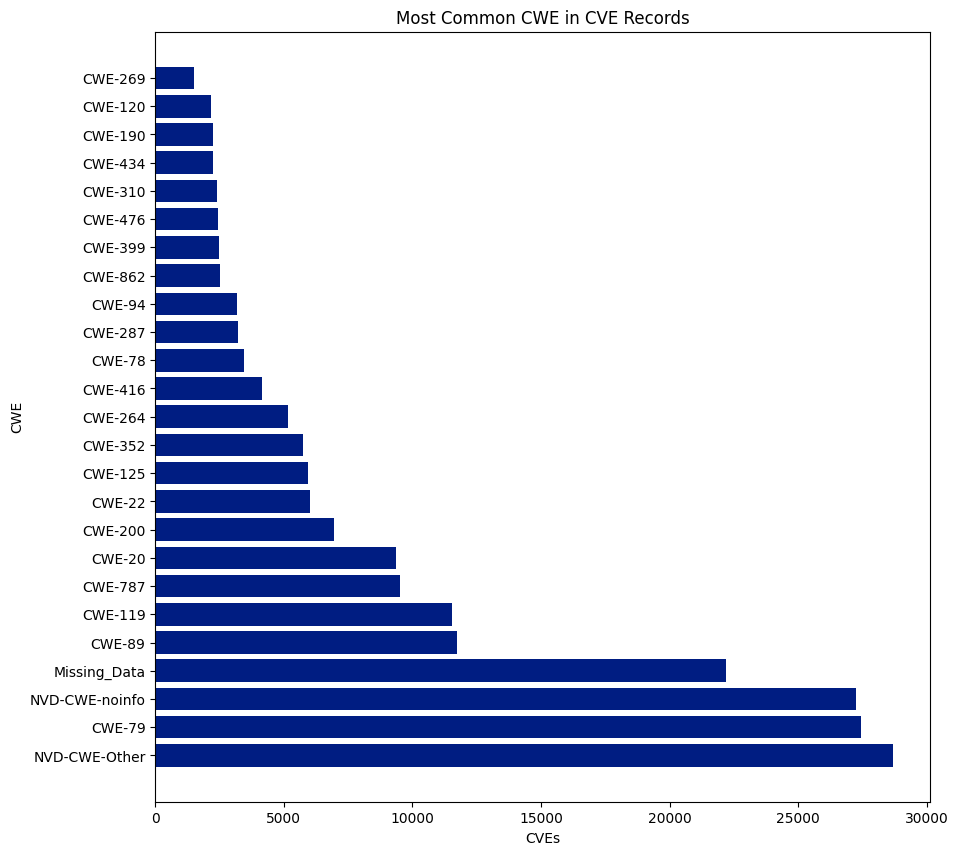 Most Common CWE in CVE Records
CWE
CWE-269
CWE-120
CWE-190
CWE-434
CWE-310
CWE-476
CWE-399
CWE-862
CWE-94
CWE-287
CWE-78
CWE-416
CWE-264
CWE-352
CWE-125
CWE-22
CWE-200
CWE-20
CWE-787
CWE-119
CWE-89
Missing_Data
NVD-CWE-noinfo
CWE-79
NVD-CWE-Other
0 5000 10000 15000 20000 25000 30000
CVEs